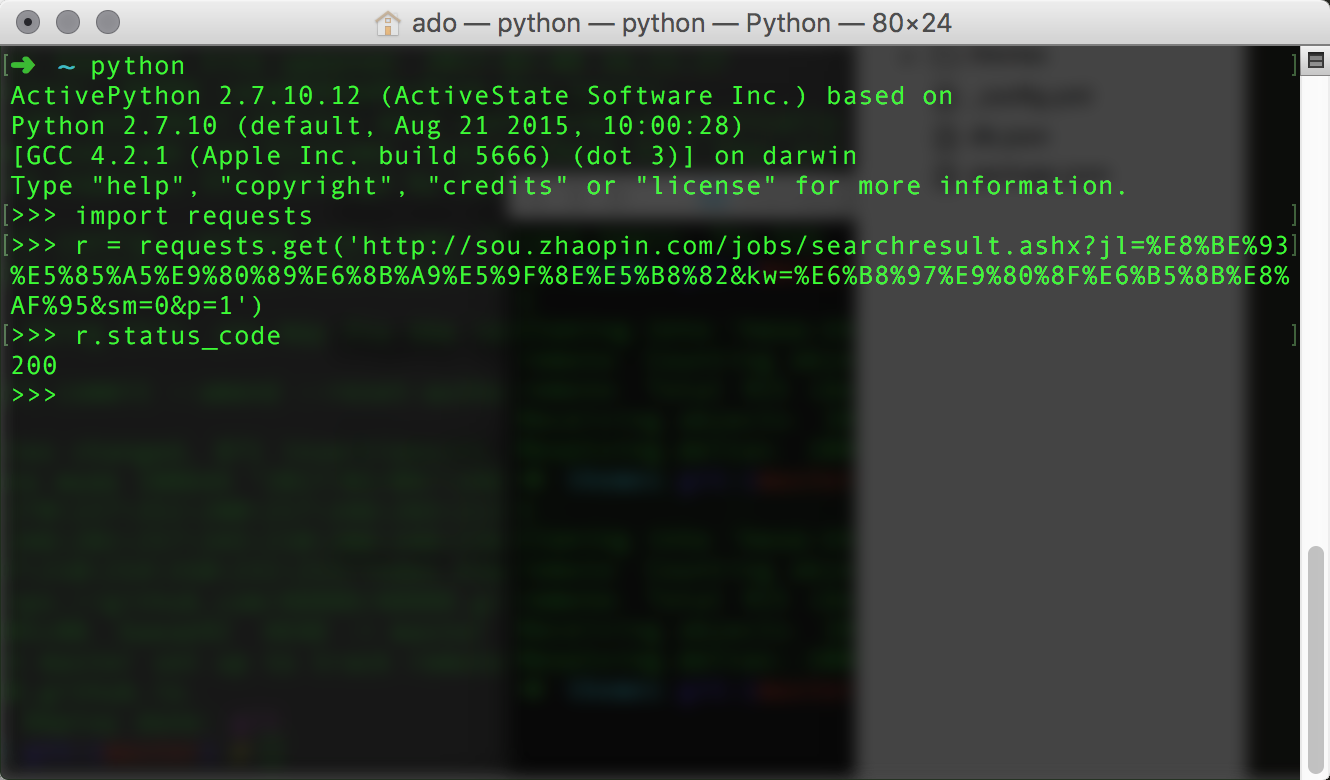 ado — python — python — Python — 80×24
[➜ ~ python ]
ActivePython 2.7.10.12 (ActiveState Software Inc.) based on
Python 2.7.10 (default, Aug 21 2015, 10:00:28)
[GCC 4.2.1 (Apple Inc. build 5666) (dot 3)] on darwin
Type "help", "copyright", "credits" or "license" for more information.
[>>> import requests ]
[>>> r = requests.get('http://sou.zhaopin.com/jobs/searchresult.ashx?jl=%E8%BE%93]
%E5%85%A5%E9%80%89%E6%8B%A9%E5%9F%8E%E5%B8%82&kw=%E6%B8%97%E9%80%8F%E6%B5%8B%E8%
AF%95&sm=0&p=1')
[>>> r.status_code ]
200
>>>